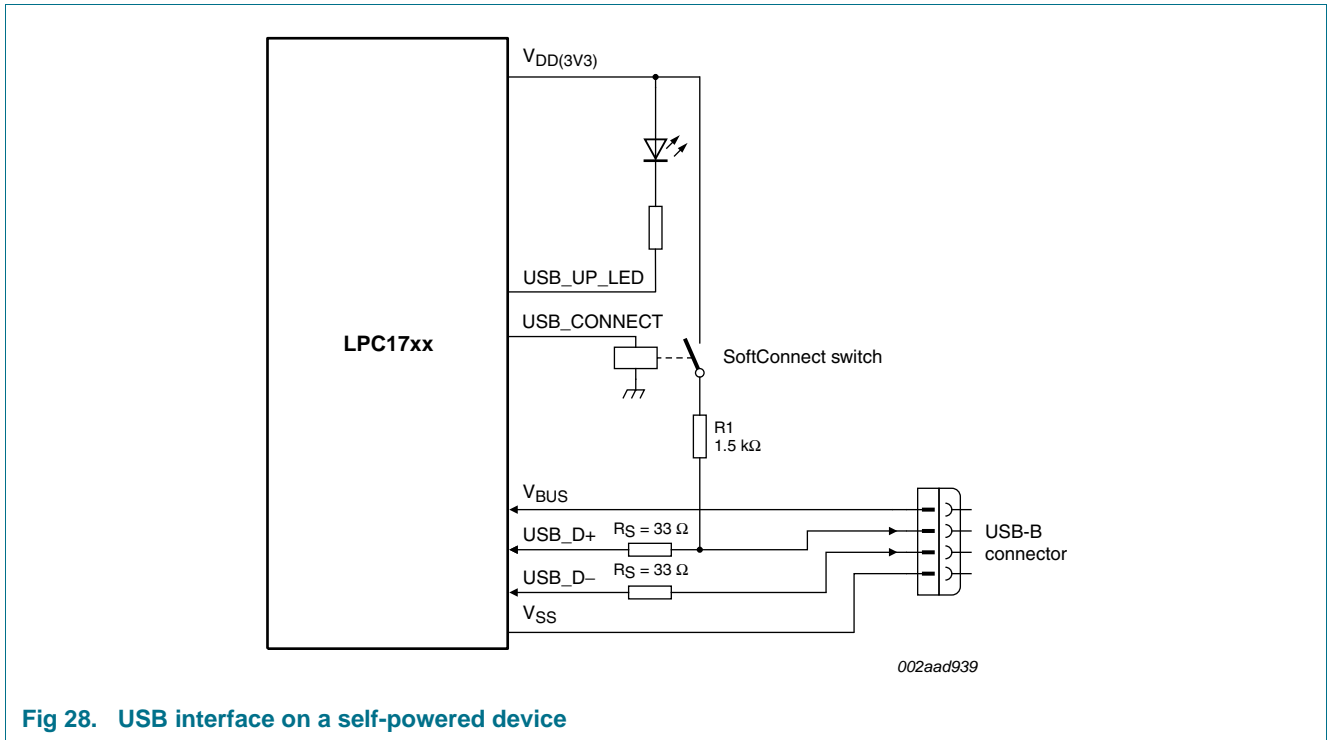 VDD(3V3)
USB_UP_LED
USB_CONNECT
LPC17xx
SoftConnect switch
R1
1.5 kΩ
VBUS
USB_D+
RS = 33 Ω
USB_D−
RS = 33 Ω
VSS
USB-B
connector
002aad939
Fig 28. USB interface on a self-powered device